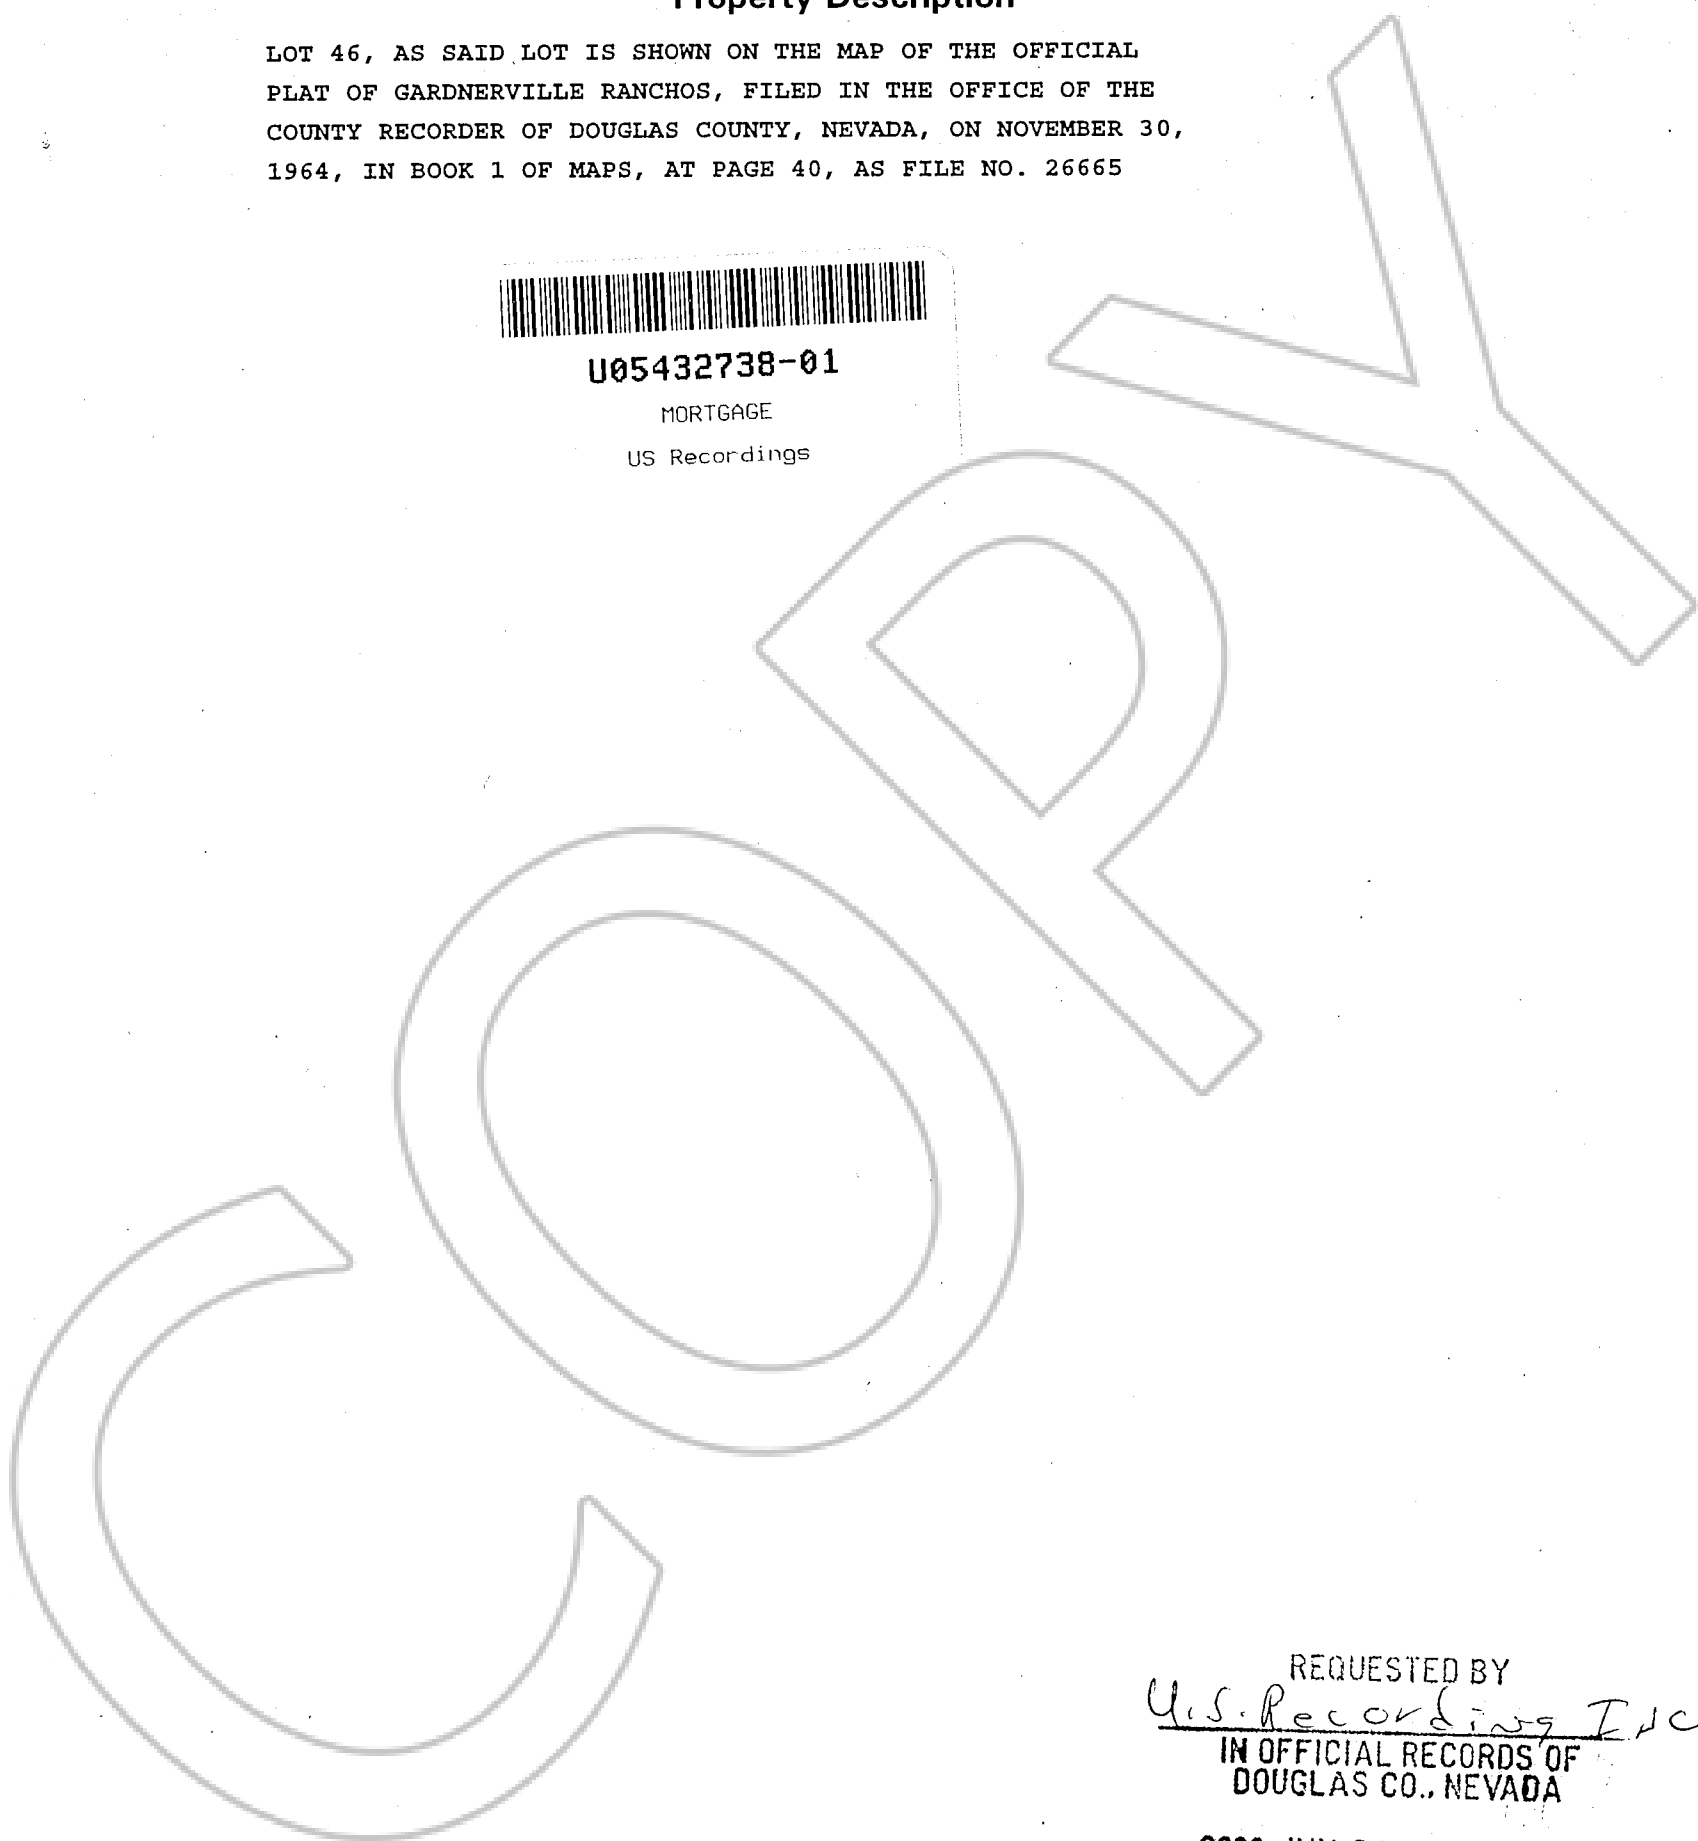 Property Description
LOT 46, AS SAID LOT IS SHOWN ON THE MAP OF THE OFFICIAL
PLAT OF GARDNERVILLE RANCHOS, FILED IN THE OFFICE OF THE
COUNTY RECORDER OF DOUGLAS COUNTY, NEVADA, ON NOVEMBER 30,
1964, IN BOOK 1 OF MAPS, AT PAGE 40, AS FILE NO. 26665
U05432738-01
MORTGAGE
US Recordings
COPY
REQUESTED BY
U.S. Recording INC
IN OFFICIAL RECORDS OF
DOUGLAS CO., NEVADA